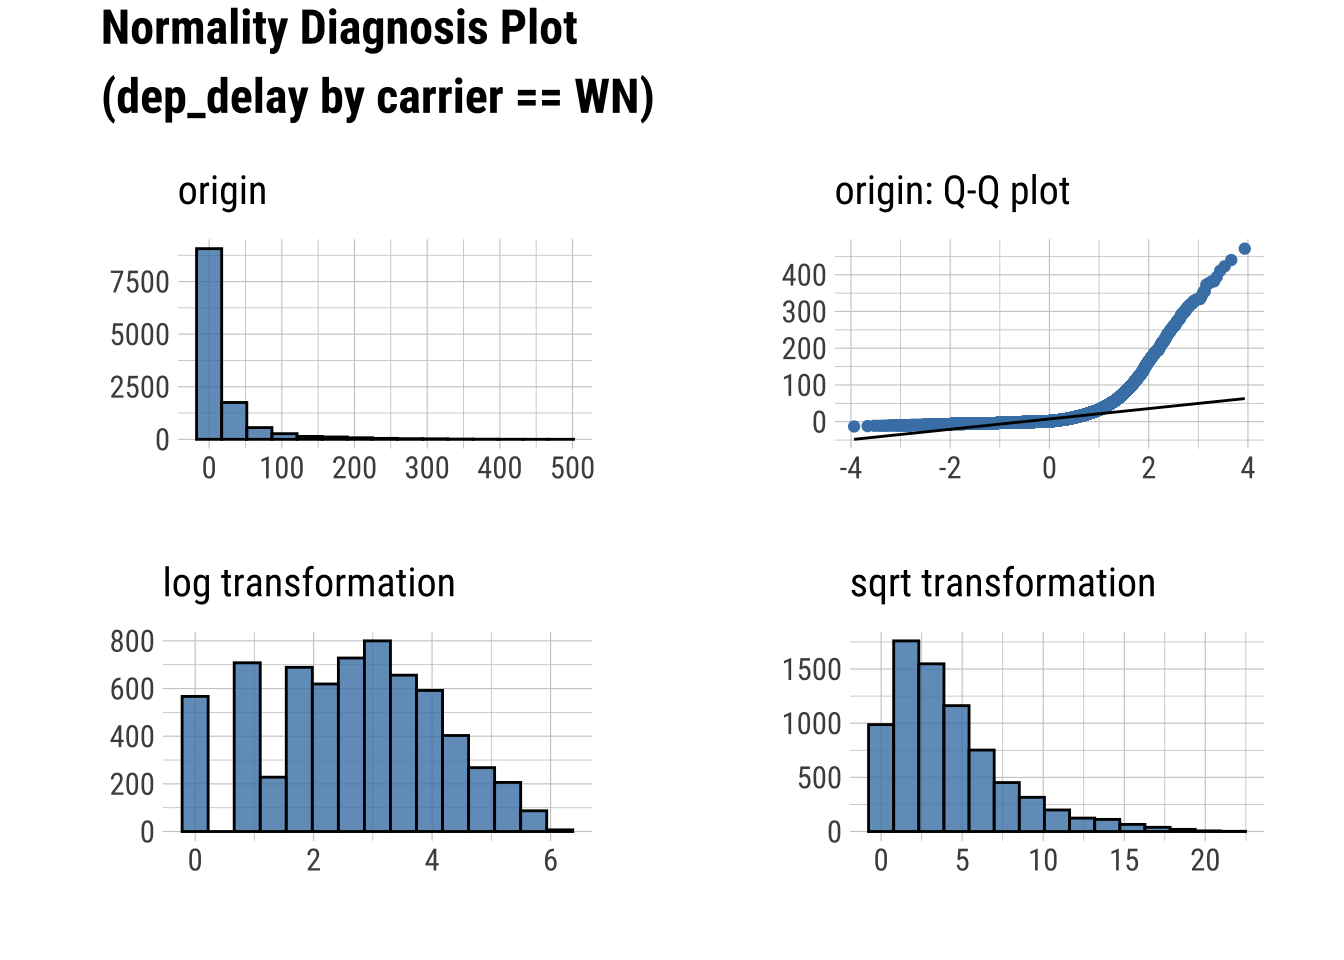 Normality Diagnosis Plot
(dep_delay by carrier == WN)
origin
7500
5000
2500
0
0 100 200 300 400 500
origin: Q-Q plot
400
300
200
100
0
-4 -2 0 2 4
log transformation
800
600
400
200
0
0 2 4 6
sqrt transformation
1500
1000
500
0
0 5 10 15 20